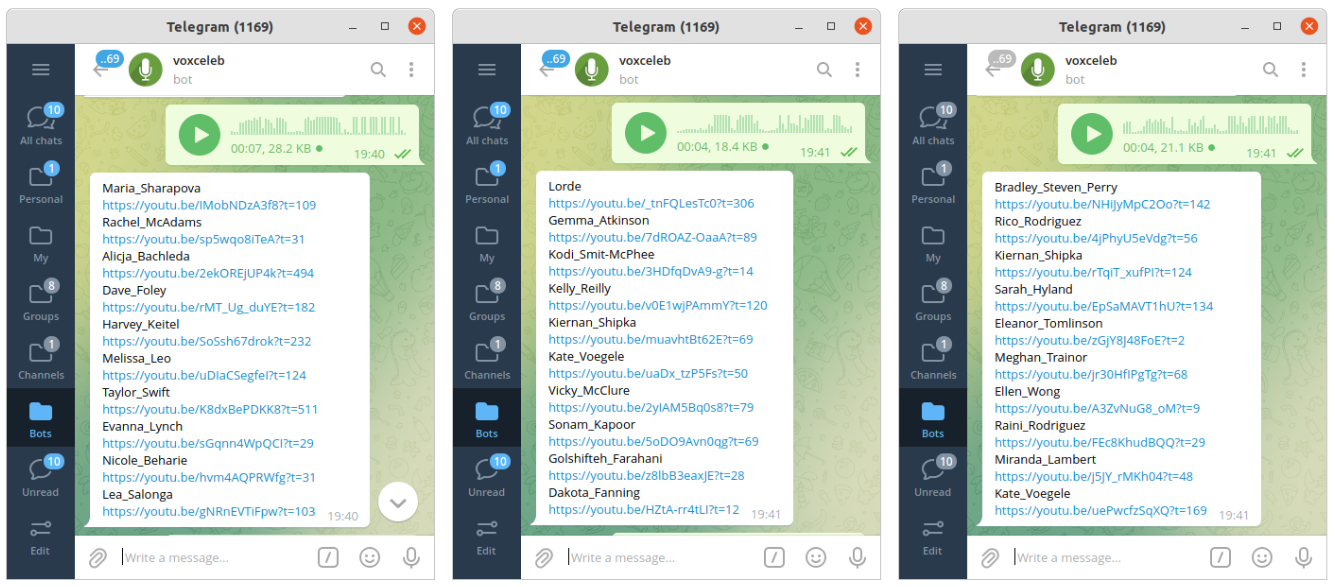 Telegram (1169)
..69
voxceleb
bot
10
All chats
1
Personal
My
8
Groups
1
Channels
Bots
10
Unread
Edit
00:07, 28.2 KB
19:40
Maria_Sharapova
https://youtu.be/IMobNDzA3f8?t=109
Rachel_McAdams
https://youtu.be/sp5wqo8iTeA?t=31
Alicja_Bachleda
https://youtu.be/2ekOREjUP4k?t=494
Dave_Foley
https://youtu.be/rMT_Ug_duYE?t=182
Harvey_Keitel
https://youtu.be/SoSsh67drok?t=232
Melissa_Leo
https://youtu.be/uDIaCSegfeI?t=124
Taylor_Swift
https://youtu.be/K8dxBePDKK8?t=511
Evanna_Lynch
https://youtu.be/sGqnn4WpQCI?t=29
Nicole_Beharie
https://youtu.be/hvm4AQPRWfg?t=31
Lea_Salonga
https://youtu.be/gNRnEVTiFpw?t=103
19:40
Write a message...
Telegram (1169)
..69
voxceleb
bot
10
All chats
1
Personal
My
8
Groups
1
Channels
Bots
10
Unread
Edit
00:04, 18.4 KB
19:41
Lorde
https://youtu.be/_tnFQLesTc0?t=306
Gemma_Atkinson
https://youtu.be/7dROAZ-OaaA?t=89
Kodi_Smit-McPhee
https://youtu.be/3HDfqDvA9-g?t=14
Kelly_Reilly
https://youtu.be/v0E1wjPAmmY?t=120
Kiernan_Shipka
https://youtu.be/muavhtBt62E?t=69
Kate_Voegele
https://youtu.be/uaDx_tzP5Fs?t=50
Vicky_McClure
https://youtu.be/2yIAM5Bq0s8?t=79
Sonam_Kapoor
https://youtu.be/5oDO9Avn0qg?t=69
Golshifteh_Farahani
https://youtu.be/z8lbB3eaxJE?t=28
Dakota_Fanning
https://youtu.be/HZtA-rr4tLI?t=12
19:41
Write a message...
Telegram (1169)
..69
voxceleb
bot
10
All chats
1
Personal
My
8
Groups
1
Channels
Bots
10
Unread
Edit
00:04, 21.1 KB
19:41
Bradley_Steven_Perry
https://youtu.be/NHiJyMpC2Oo?t=142
Rico_Rodriguez
https://youtu.be/4jPhyU5eVdg?t=56
Kiernan_Shipka
https://youtu.be/rTqiT_xufPI?t=124
Sarah_Hyland
https://youtu.be/EpSaMAVT1hU?t=134
Eleanor_Tomlinson
https://youtu.be/zGjY8J48FoE?t=2
Meghan_Trainor
https://youtu.be/jr30HfIPgTg?t=68
Ellen_Wong
https://youtu.be/A3ZvNuG8_oM?t=9
Raini_Rodriguez
https://youtu.be/FEc8KhudBQQ?t=29
Miranda_Lambert
https://youtu.be/j5JY_rMKh04?t=48
Kate_Voegele
https://youtu.be/uePwcfzSqXQ?t=169
19:41
Write a message...